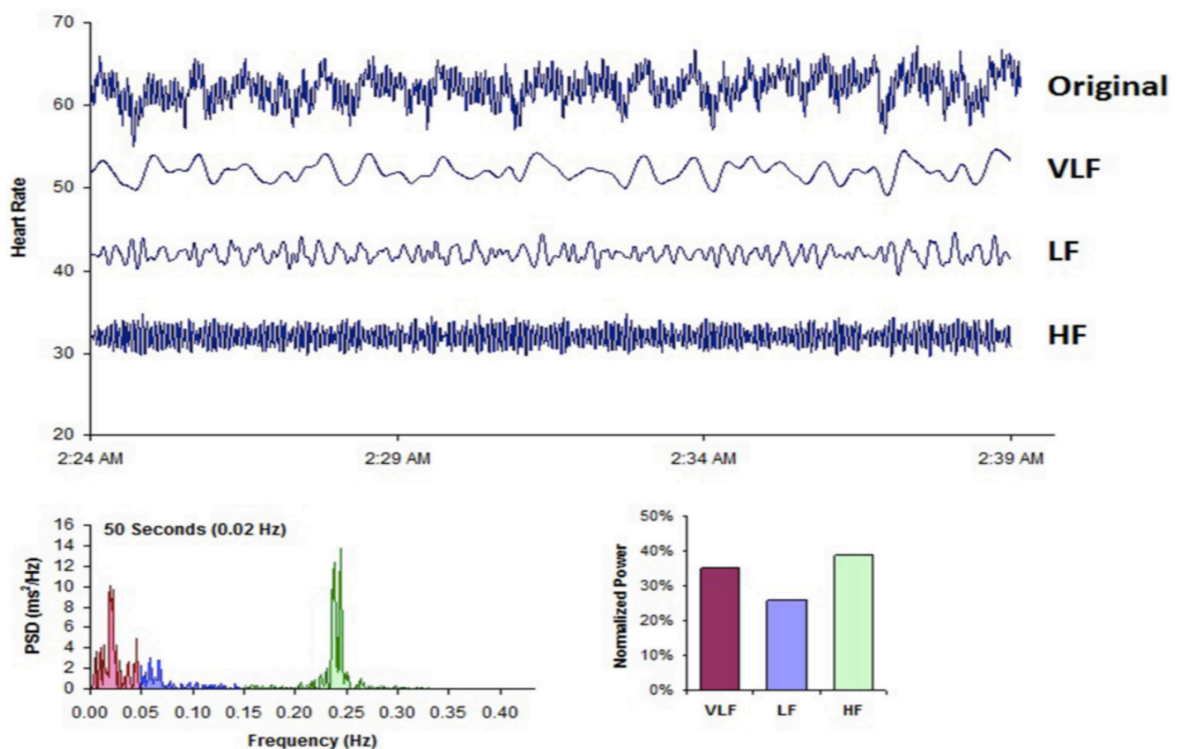 70
60
50
40
30
20
Heart Rate
Original
VLF
LF
HF
2:24 AM 2:29 AM 2:34 AM 2:39 AM
50 Seconds (0.02 Hz)
16
14
12
10
8
6
4
2
0
PSD (ms²/Hz)
0.00 0.05 0.10 0.15 0.20 0.25 0.30 0.35 0.40
Frequency (Hz)
50%
40%
30%
20%
10%
0%
Normalized Power
VLF LF HF